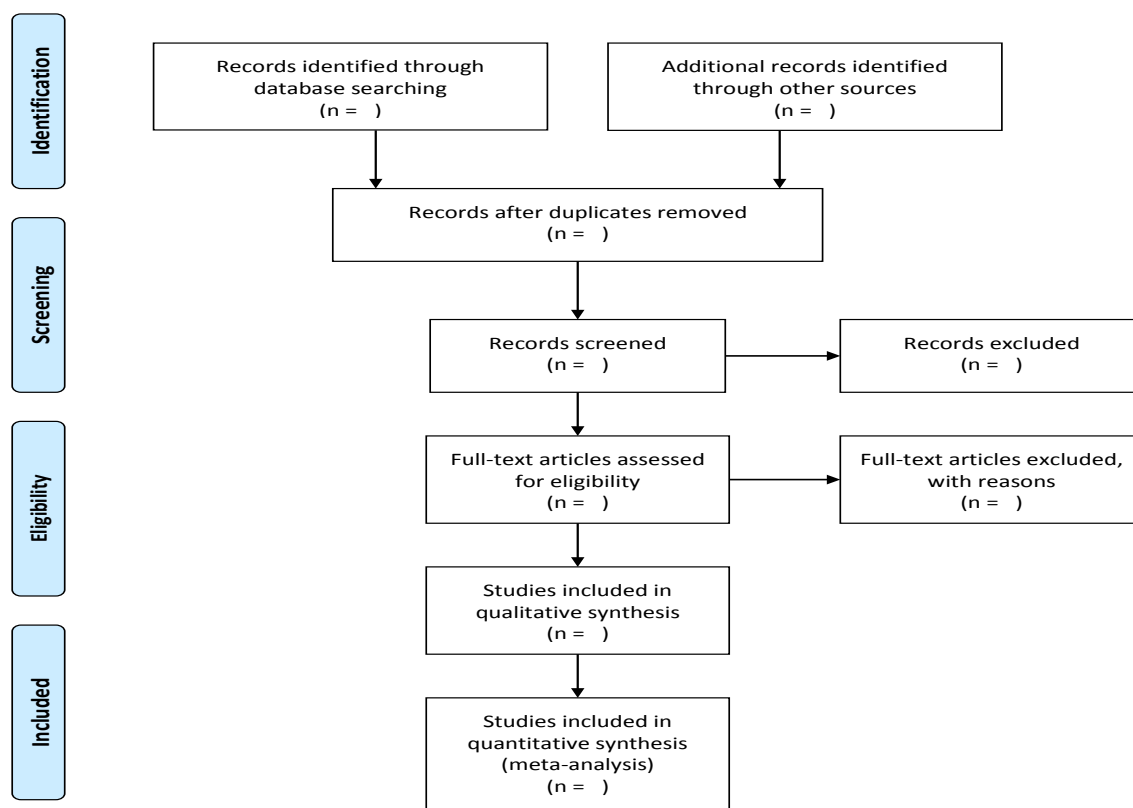 Identification
Records identified through
database searching
(n =   )
Additional records identified
through other sources
(n =   )
Records after duplicates removed
(n =   )
Screening
Records screened
(n =   )
Records excluded
(n =   )
Eligibility
Full-text articles assessed
for eligibility
(n =   )
Full-text articles excluded,
with reasons
(n =   )
Studies included in
qualitative synthesis
(n =   )
Included
Studies included in
quantitative synthesis
(meta-analysis)
(n =   )